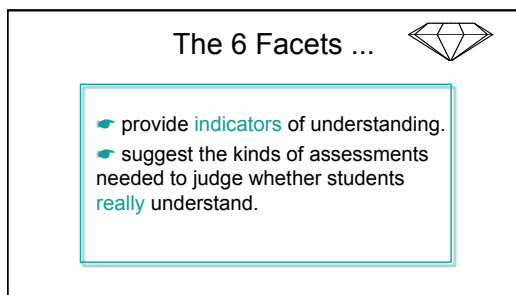 The 6 Facets ...
☛ provide indicators of understanding.
☛ suggest the kinds of assessments
needed to judge whether students
really understand.